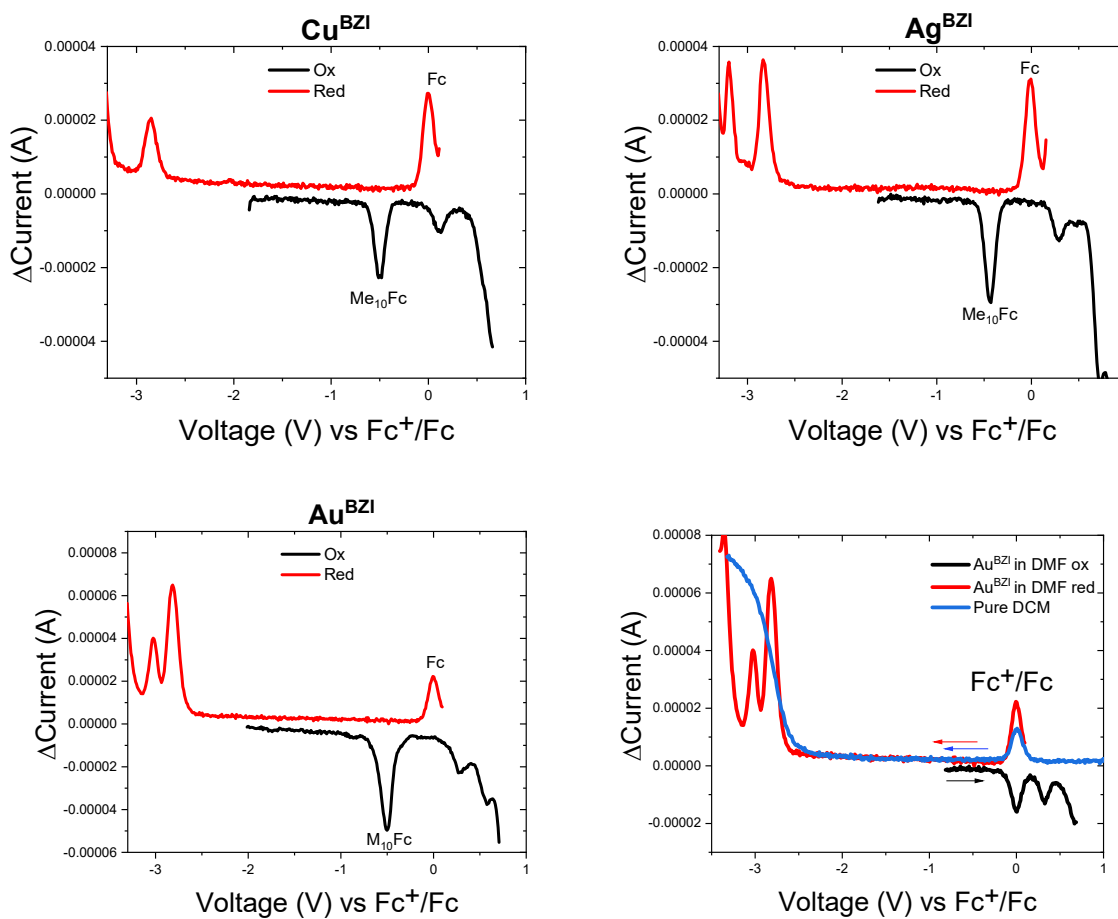 Cu^BZI
0.00004
0.00002
0.00000
-0.00002
-0.00004
ΔCurrent (A)
Ox
Red
Fc
Me₁₀Fc
-3 -2 -1 0 1
Voltage (V) vs Fc⁺/Fc
Ag^BZI
0.00004
0.00002
0.00000
-0.00002
-0.00004
ΔCurrent (A)
Ox
Red
Fc
Me₁₀Fc
-3 -2 -1 0
Voltage (V) vs Fc⁺/Fc
Au^BZI
0.00008
0.00006
0.00004
0.00002
0.00000
-0.00002
-0.00004
-0.00006
ΔCurrent (A)
Ox
Red
Fc
M₁₀Fc
-3 -2 -1 0 1
Voltage (V) vs Fc⁺/Fc
0.00008
0.00006
0.00004
0.00002
0.00000
-0.00002
ΔCurrent (A)
Au^BZI in DMF ox
Au^BZI in DMF red
Pure DCM
Fc⁺/Fc
-3 -2 -1 0 1
Voltage (V) vs Fc⁺/Fc